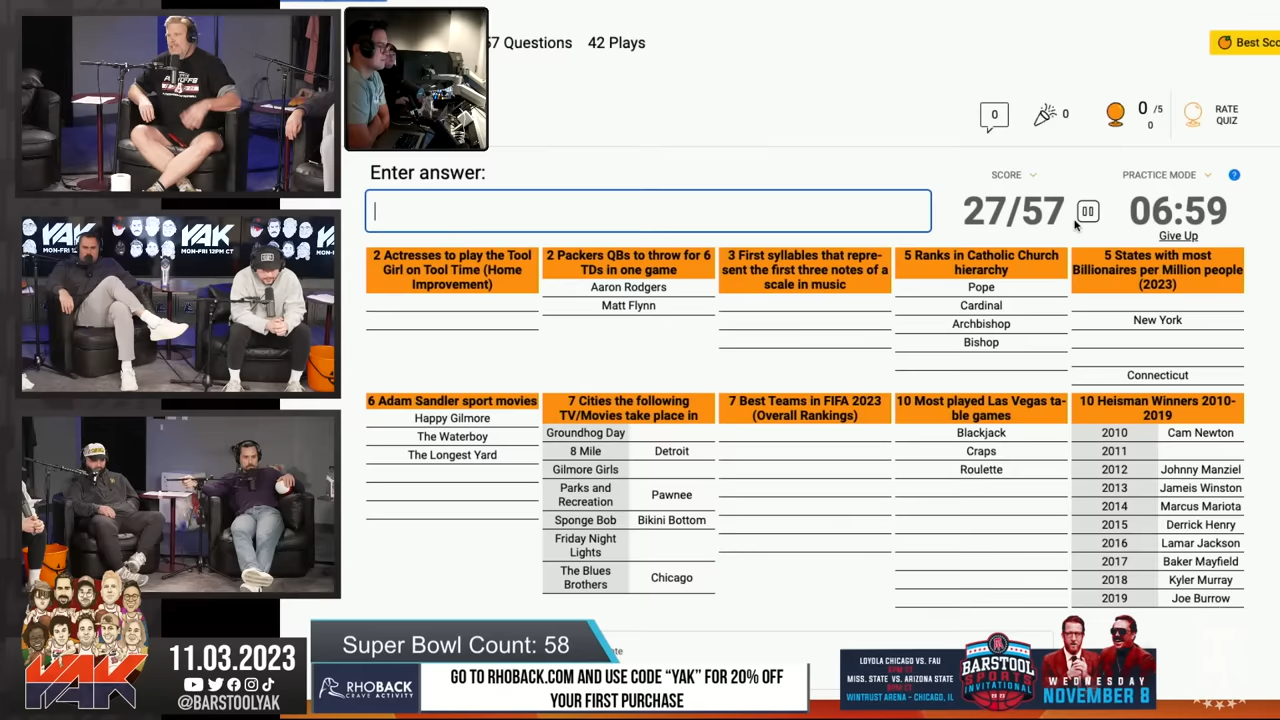 57 Questions 42 Plays
Best Sco
0
0
0 /5
0
RATE
QUIZ
Enter answer:
SCORE
27/57
PRACTICE MODE
?
06:59
Give Up
2 Actresses to play the Tool
Girl on Tool Time (Home
Improvement)
2 Packers QBs to throw for 6
TDs in one game
Aaron Rodgers
Matt Flynn
3 First syllables that repre-
sent the first three notes of a
scale in music
5 Ranks in Catholic Church
hierarchy
Pope
Cardinal
Archbishop
Bishop
5 States with most
Billionaires per Million people
(2023)
New York
Connecticut
6 Adam Sandler sport movies
Happy Gilmore
The Waterboy
The Longest Yard
7 Cities the following
TV/Movies take place in
Groundhog Day
8 Mile Detroit
Gilmore Girls
Parks and
Recreation Pawnee
Sponge Bob Bikini Bottom
Friday Night
Lights
The Blues
Brothers Chicago
7 Best Teams in FIFA 2023
(Overall Rankings)
10 Most played Las Vegas ta-
ble games
Blackjack
Craps
Roulette
10 Heisman Winners 2010-
2019
2010 Cam Newton
2011
2012 Johnny Manziel
2013 Jameis Winston
2014 Marcus Mariota
2015 Derrick Henry
2016 Lamar Jackson
2017 Baker Mayfield
2018 Kyler Murray
2019 Joe Burrow
YAK
MON-FRI 12PM CT
YAK
11.03.2023
@BARSTOOLYAK
Super Bowl Count: 58
RHOBACK
CRAVE ACTIVITY
GO TO RHOBACK.COM AND USE CODE “YAK” FOR 20% OFF
YOUR FIRST PURCHASE
LOYOLA CHICAGO VS. FAU
MISS. STATE VS. ARIZONA STATE
WINTRUST ARENA - CHICAGO, IL
BARSTOOL
SPORTS
INVITATIONAL
WEDNESDAY
NOVEMBER 8